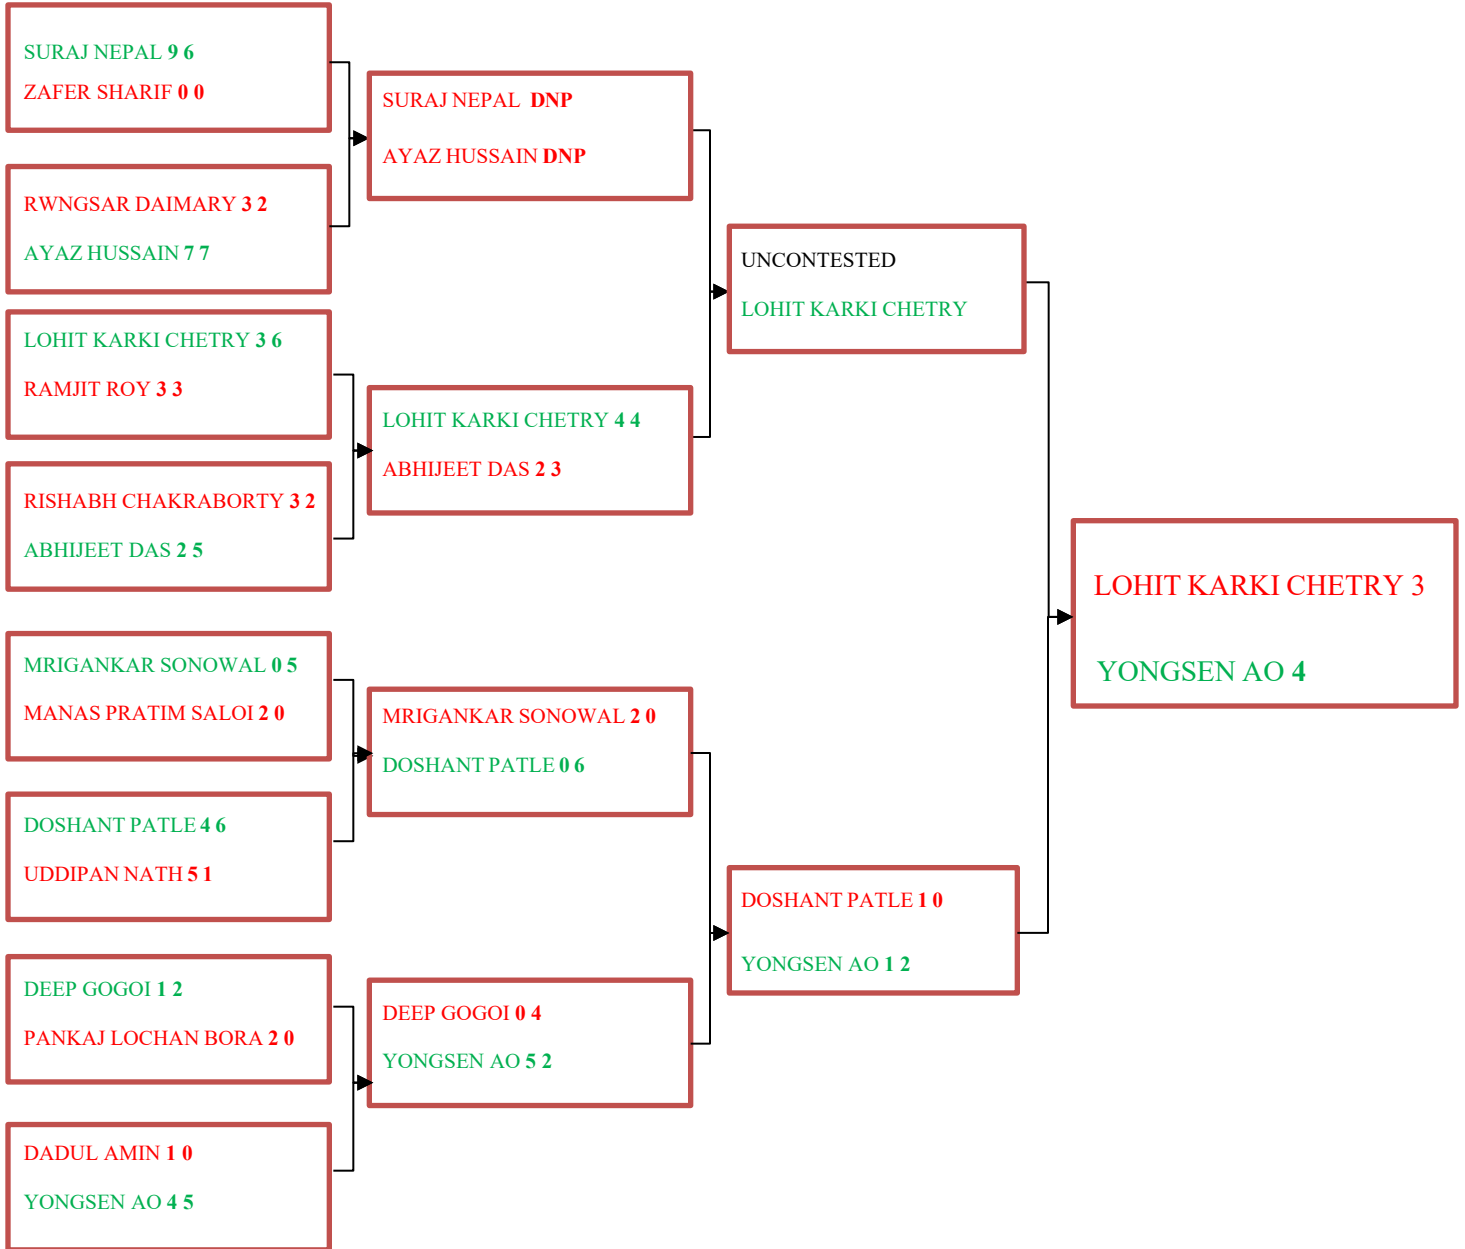 SURAJ NEPAL 9 6
ZAFER SHARIF 0 0
RWNGSAR DAIMARY 3 2
AYAZ HUSSAIN 7 7
LOHIT KARKI CHETRY 3 6
RAMJIT ROY 3 3
RISHABH CHAKRABORTY 3 2
ABHIJEET DAS 2 5
MRIGANKAR SONOWAL 0 5
MANAS PRATIM SALOI 2 0
DOSHANT PATLE 4 6
UDDIPAN NATH 5 1
DEEP GOGOI 1 2
PANKAJ LOCHAN BORA 2 0
DADUL AMIN 1 0
YONGSEN AO 4 5
SURAJ NEPAL DNP
AYAZ HUSSAIN DNP
LOHIT KARKI CHETRY 4 4
ABHIJEET DAS 2 3
MRIGANKAR SONOWAL 2 0
DOSHANT PATLE 0 6
DEEP GOGOI 0 4
YONGSEN AO 5 2
UNCONTESTED
LOHIT KARKI CHETRY
DOSHANT PATLE 1 0
YONGSEN AO 1 2
LOHIT KARKI CHETRY 3
YONGSEN AO 4